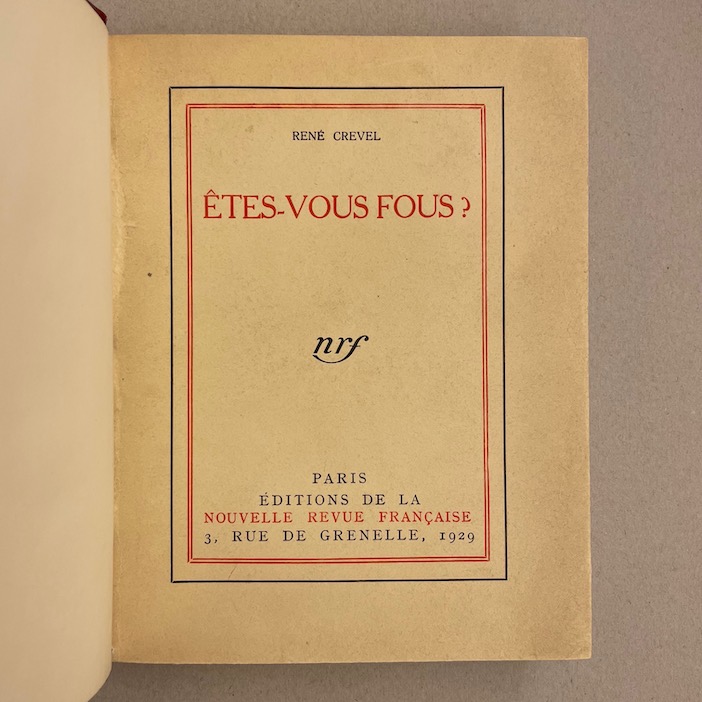 RENÉ CREVEL
ÊTES-VOUS FOUS ?
nrf
PARIS
ÉDITIONS DE LA
NOUVELLE REVUE FRANÇAISE
3, RUE DE GRENELLE, 1929